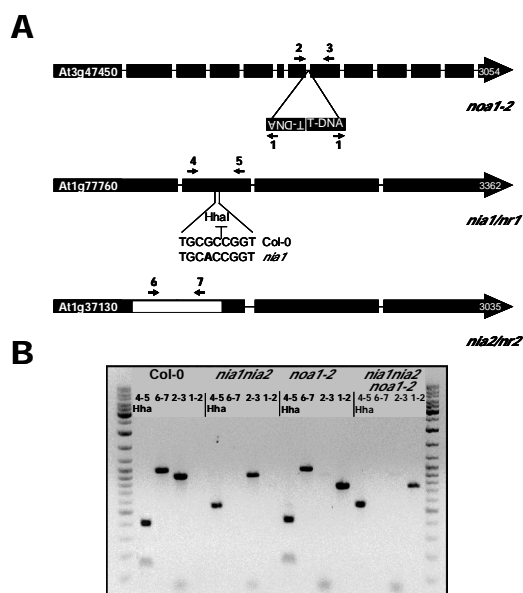 A
2 3
At3g47450 3054
noa1-2
T-DNA T-DNA
1 1
4 5
At1g77760 3362
HhaI
nia1/nr1
TGCGCCGGT Col-0
TGCACCGGT nia1
6 7
At1g37130 3035
nia2/nr2
B
Col-0 nia1nia2 noa1-2 nia1nia2
noa1-2
4-5 6-7 2-3 1-2 4-5 6-7 2-3 1-2 4-5 6-7 2-3 1-2 4-5 6-7 2-3 1-2
Hha Hha Hha Hha